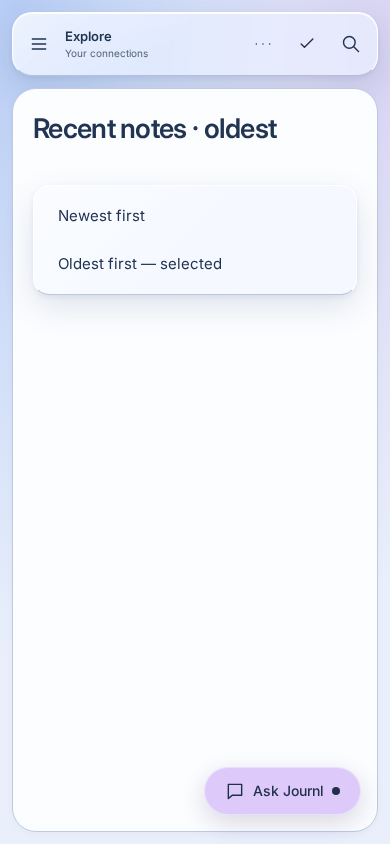 Explore
Your connections
Recent notes · oldest
Newest first
Oldest first — selected
Ask Journl